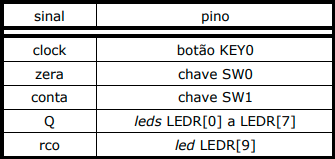 sinal pino
clock botão KEY0
zera chave SW0
conta chave SW1
Q leds LEDR[0] a LEDR[7]
rco led LEDR[9]